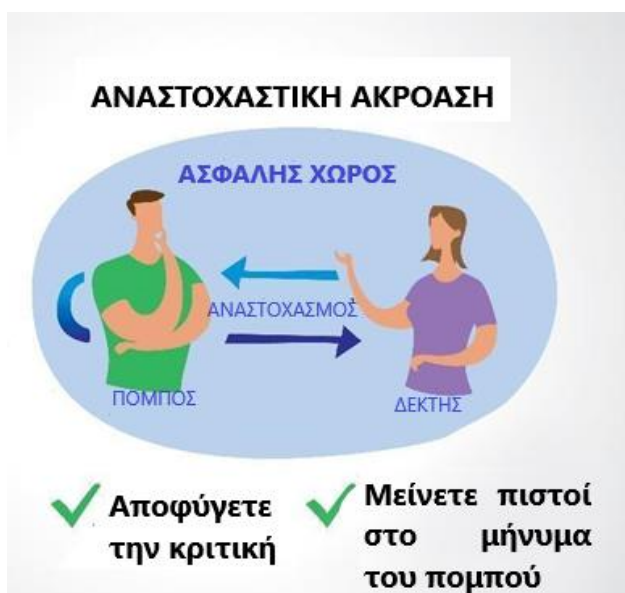 ΑΝΑΣΤΟΧΑΣΤΙΚΗ ΑΚΡΟΑΣΗ
ΑΣΦΑΛΗΣ ΧΩΡΟΣ
ΑΝΑΣΤΟΧΑΣΜΟΣ
ΠΟΜΠΟΣ
ΔΕΚΤΗΣ
Αποφύγετε
την κριτική
Μείνετε πιστοί
στο μήνυμα
του πομπού